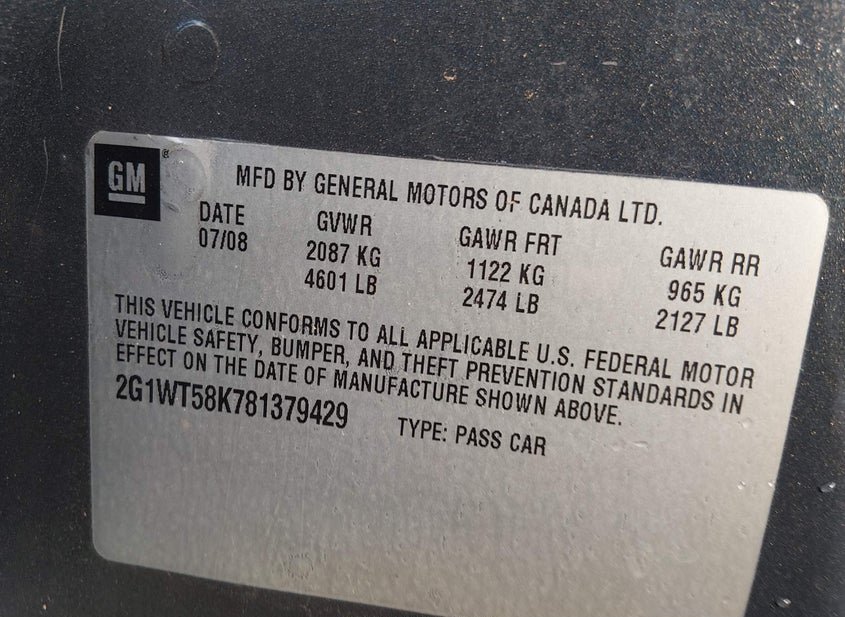 GM
MFD BY GENERAL MOTORS OF CANADA LTD.
DATE GVWR GAWR FRT GAWR RR
07/08 2087 KG 1122 KG 965 KG
4601 LB 2474 LB 2127 LB
THIS VEHICLE CONFORMS TO ALL APPLICABLE U.S. FEDERAL MOTOR
VEHICLE SAFETY, BUMPER, AND THEFT PREVENTION STANDARDS IN
EFFECT ON THE DATE OF MANUFACTURE SHOWN ABOVE.
2G1WT58K781379429 TYPE: PASS CAR